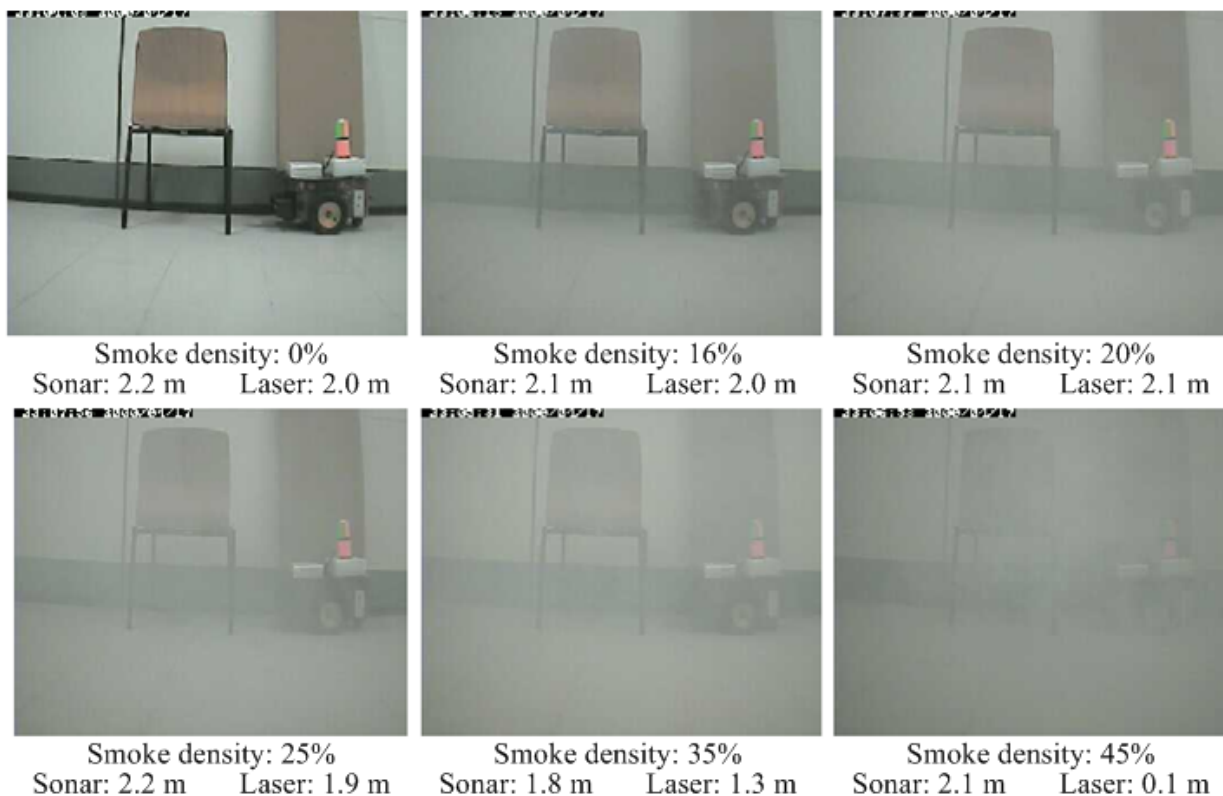 Smoke density: 0%
Sonar: 2.2 m Laser: 2.0 m
Smoke density: 16%
Sonar: 2.1 m Laser: 2.0 m
Smoke density: 20%
Sonar: 2.1 m Laser: 2.1 m
Smoke density: 25%
Sonar: 2.2 m Laser: 1.9 m
Smoke density: 35%
Sonar: 1.8 m Laser: 1.3 m
Smoke density: 45%
Sonar: 2.1 m Laser: 0.1 m